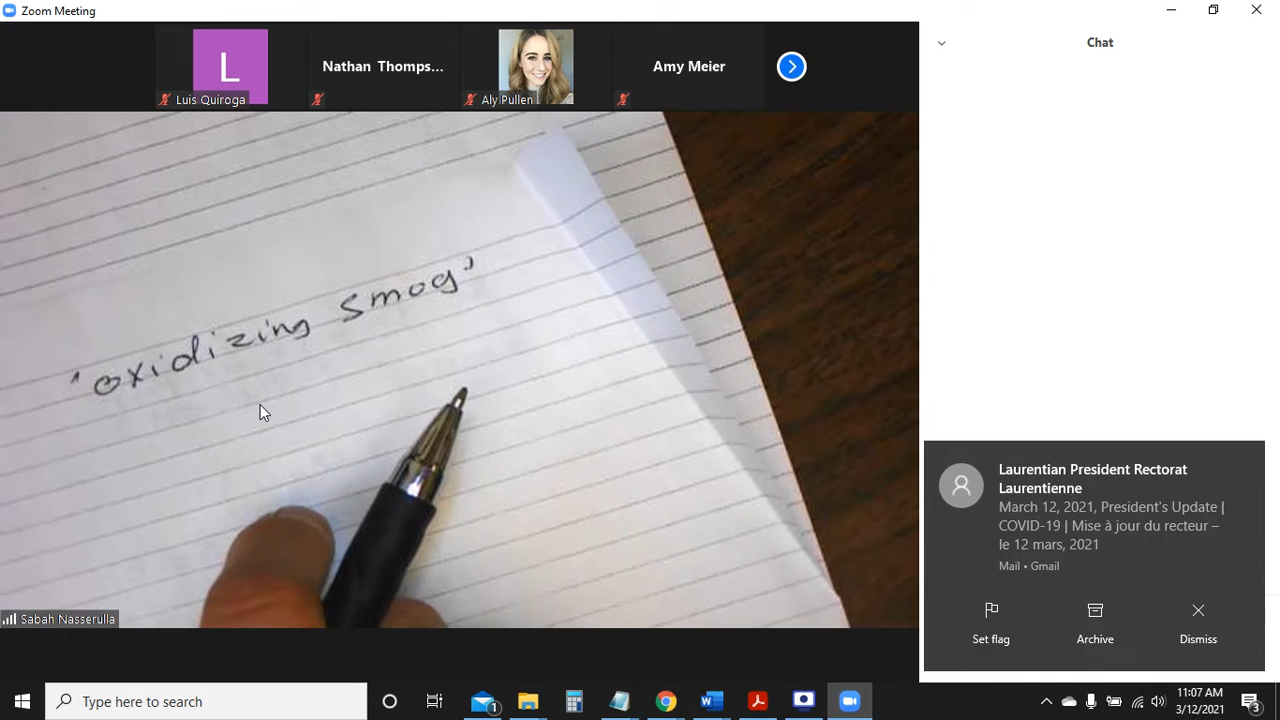 Zoom Meeting
L
Luis Quiroga
Nathan Thomps...
Aly Pullen
Amy Meier
Chat
'oxidizing smog'
Sabah Nasserulla
Laurentian President Rectorat
Laurentienne
March 12, 2021, President's Update |
COVID-19 | Mise à jour du recteur –
le 12 mars, 2021
Mail • Gmail
Set flag
Archive
Dismiss
Type here to search
1
W
11:07 AM
3/12/2021
3